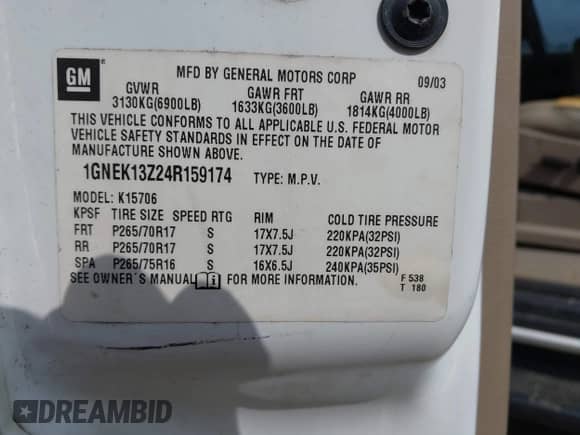 GM
MFD BY GENERAL MOTORS CORP 09/03
GVWR GAWR FRT GAWR RR
3130KG(6900LB) 1633KG(3600LB) 1814KG(4000LB)
THIS VEHICLE CONFORMS TO ALL APPLICABLE U.S. FEDERAL MOTOR
VEHICLE SAFETY STANDARDS IN EFFECT ON THE DATE OF
MANUFACTURE SHOWN ABOVE.
1GNEK13Z24R159174 TYPE: M.P.V.
MODEL: K15706
KPSF TIRE SIZE SPEED RTG RIM COLD TIRE PRESSURE
FRT P265/70R17 S 17X7.5J 220KPA(32PSI)
RR P265/70R17 S 17X7.5J 220KPA(32PSI)
SPA P265/75R16 S 16X6.5J 240KPA(35PSI)
SEE OWNER'S MANUAL FOR MORE INFORMATION.
F 538
T 180
DREAMBID